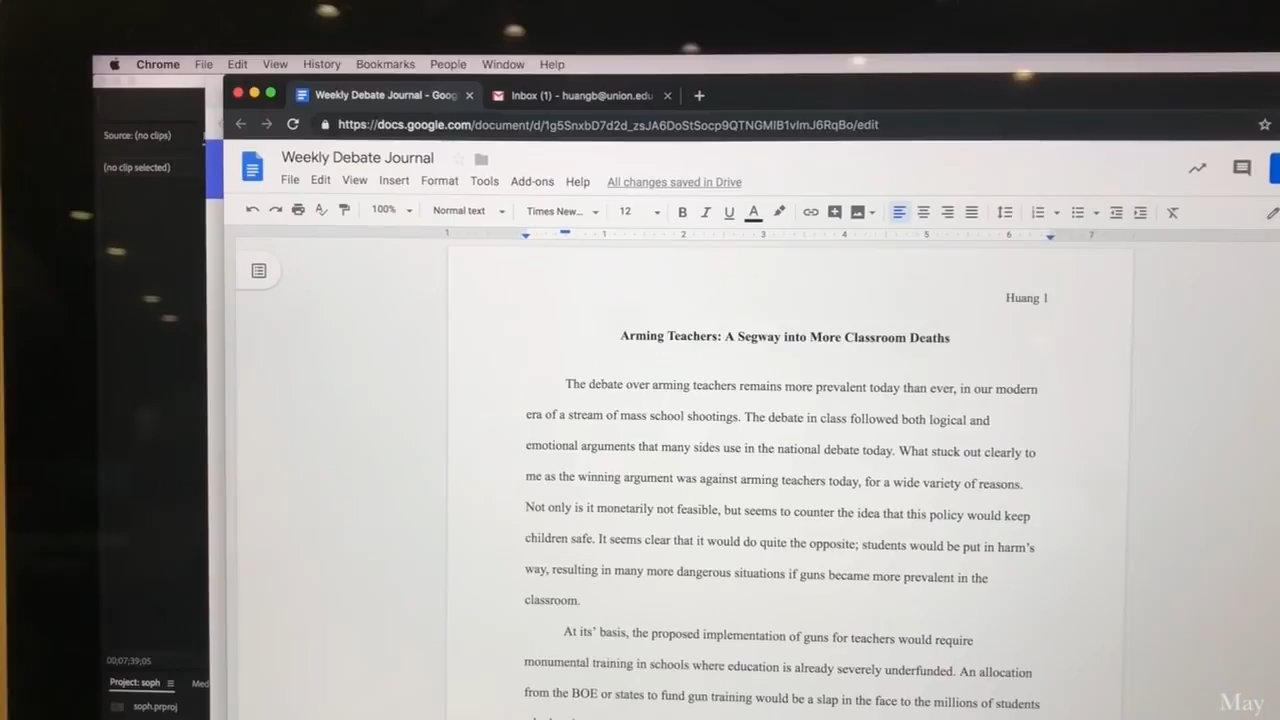 Chrome File Edit View History Bookmarks People Window Help
Weekly Debate Journal - Goog
Inbox (1) - huangb@union.edu
https://docs.google.com/document/d/1g5SnxbD7d2d_zsJA6DoStSocp9QTNGMIB1vImJ6RqBo/edit
Source: (no clips)
(no clip selected)
Weekly Debate Journal
File Edit View Insert Format Tools Add-ons Help All changes saved in Drive
100% Normal text Times New... 12 B I U A
1 1 2 3 4 5 6 7
Huang 1
Arming Teachers: A Segway into More Classroom Deaths
The debate over arming teachers remains more prevalent today than ever, in our modern
era of a stream of mass school shootings. The debate in class followed both logical and
emotional arguments that many sides use in the national debate today. What stuck out clearly to
me as the winning argument was against arming teachers today, for a wide variety of reasons.
Not only is it monetarily not feasible, but seems to counter the idea that this policy would keep
children safe. It seems clear that it would do quite the opposite; students would be put in harm's
way, resulting in many more dangerous situations if guns became more prevalent in the
classroom.
At its' basis, the proposed implementation of guns for teachers would require
monumental training in schools where education is already severely underfunded. An allocation
from the BOE or states to fund gun training would be a slap in the face to the millions of students
00;07;39;05
Project: soph
Med
soph.prproj
May